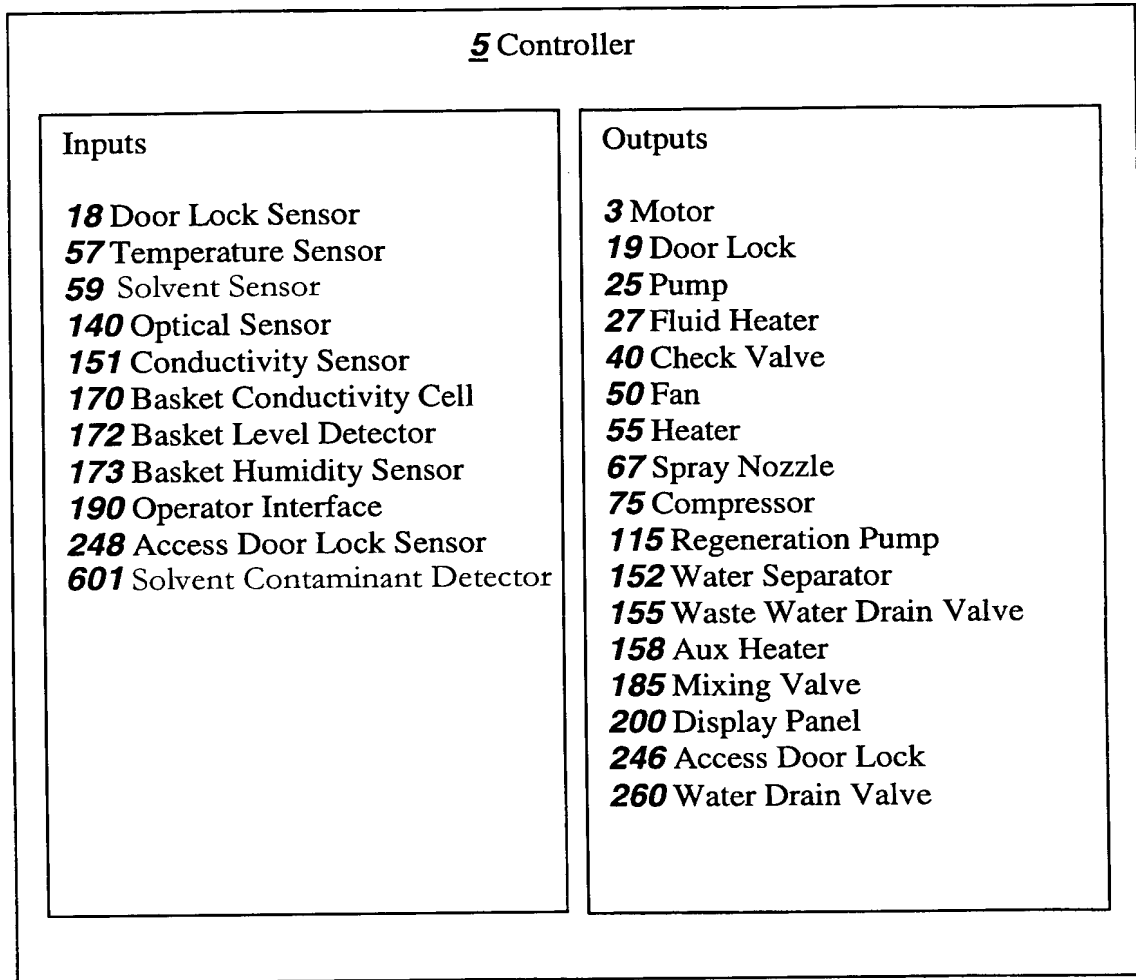 5 Controller
Inputs
18 Door Lock Sensor
57 Temperature Sensor
59 Solvent Sensor
140 Optical Sensor
151 Conductivity Sensor
170 Basket Conductivity Cell
172 Basket Level Detector
173 Basket Humidity Sensor
190 Operator Interface
248 Access Door Lock Sensor
601 Solvent Contaminant Detector
Outputs
3 Motor
19 Door Lock
25 Pump
27 Fluid Heater
40 Check Valve
50 Fan
55 Heater
67 Spray Nozzle
75 Compressor
115 Regeneration Pump
152 Water Separator
155 Waste Water Drain Valve
158 Aux Heater
185 Mixing Valve
200 Display Panel
246 Access Door Lock
260 Water Drain Valve